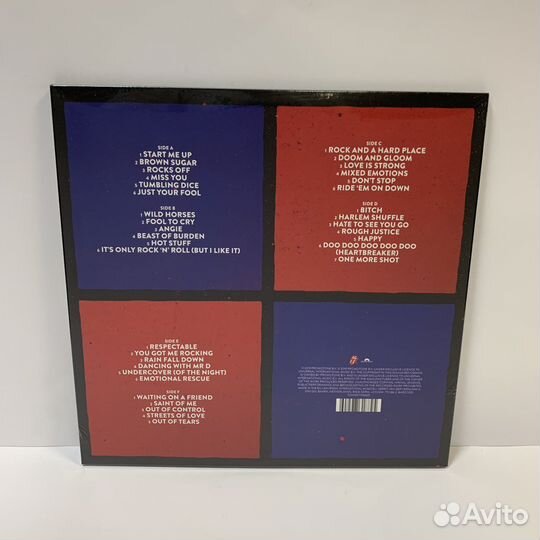 SIDE A
1 START ME UP
2 BROWN SUGAR
3 ROCKS OFF
4 MISS YOU
5 TUMBLING DICE
6 JUST YOUR FOOL
SIDE B
1 WILD HORSES
2 FOOL TO CRY
3 ANGIE
4 BEAST OF BURDEN
5 HOT STUFF
6 IT'S ONLY ROCK 'N' ROLL (BUT I LIKE IT)
SIDE C
1 ROCK AND A HARD PLACE
2 DOOM AND GLOOM
3 LOVE IS STRONG
4 MIXED EMOTIONS
5 DON'T STOP
6 RIDE 'EM ON DOWN
SIDE D
1 BITCH
2 HARLEM SHUFFLE
3 HATE TO SEE YOU GO
4 ROUGH JUSTICE
5 HAPPY
6 DOO DOO DOO DOO DOO
(HEARTBREAKER)
7 ONE MORE SHOT
SIDE E
1 RESPECTABLE
2 YOU GOT ME ROCKING
3 RAIN FALL DOWN
4 DANCING WITH MR D
5 UNDERCOVER (OF THE NIGHT)
6 EMOTIONAL RESCUE
SIDE F
1 WAITING ON A FRIEND
2 SAINT OF ME
3 OUT OF CONTROL
4 STREETS OF LOVE
5 OUT OF TEARS
Avito